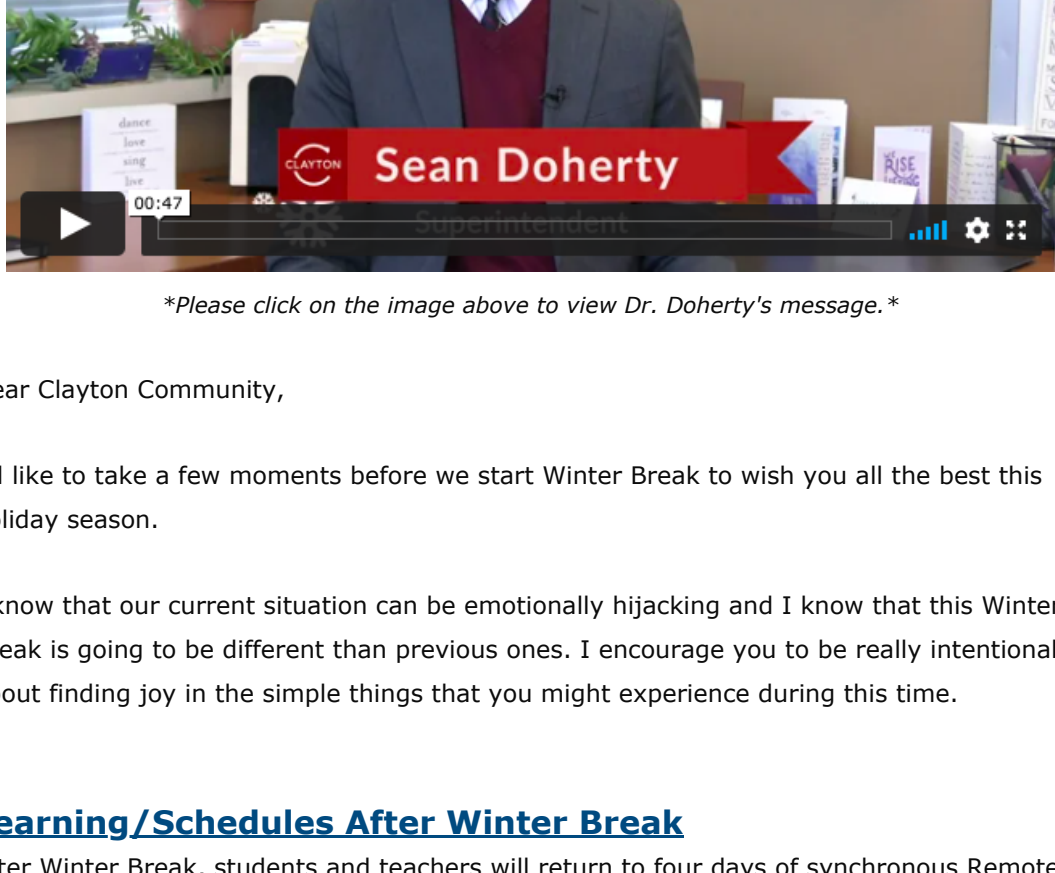 dance
love
sing
live
RISE
CLAYTON
Sean Doherty
Superintendent
00:47
*Please click on the image above to view Dr. Doherty's message.*
ear Clayton Community,
d like to take a few moments before we start Winter Break to wish you all the best this
oliday season.
know that our current situation can be emotionally hijacking and I know that this Winter
eak is going to be different than previous ones. I encourage you to be really intentional
out finding joy in the simple things that you might experience during this time.
earning/Schedules After Winter Break
ter Winter Break, students and teachers will return to four days of synchronous Remote